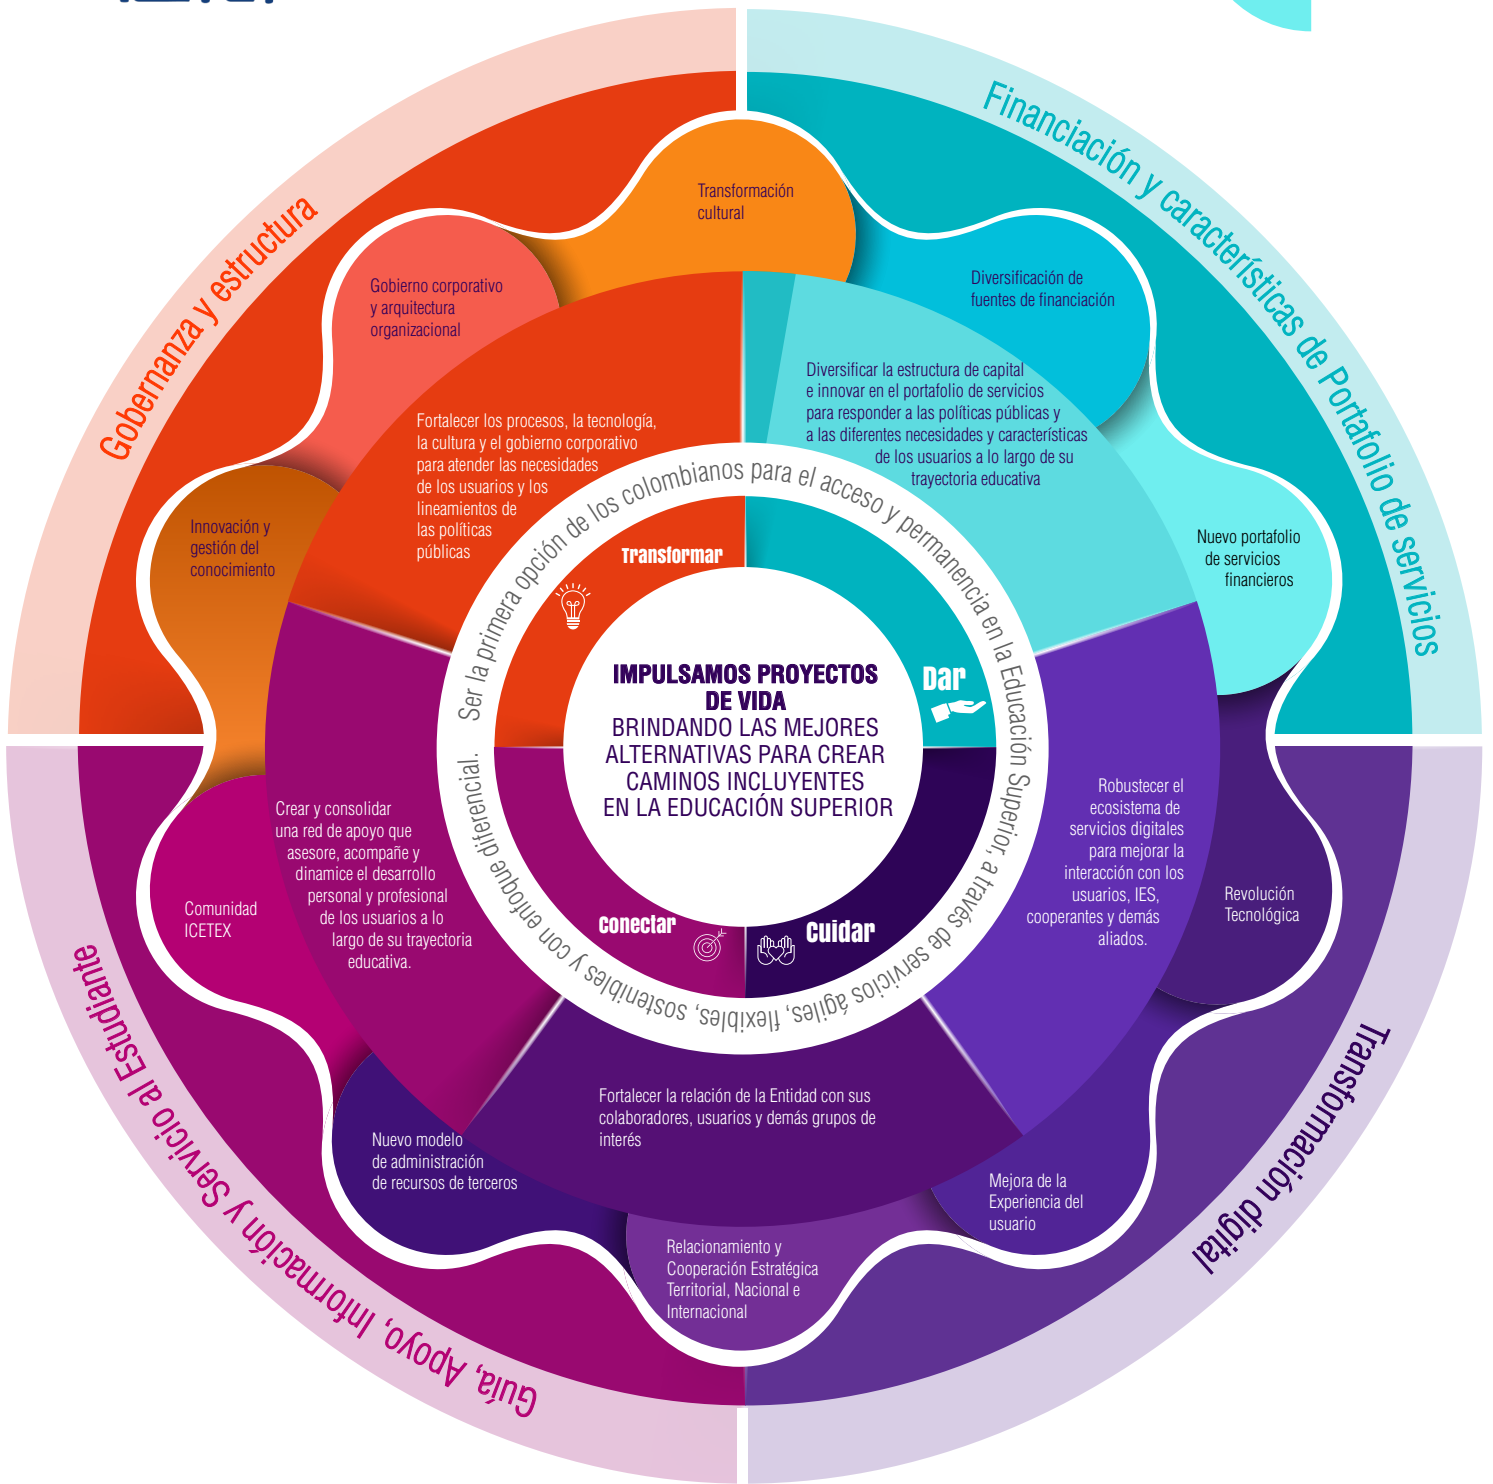 Gobernanza y estructura
Financiación y características de Portafolio de servicios
Transformación
cultural
Gobierno corporativo
y arquitectura
organizacional
Diversificación de
fuentes de financiación
Innovación y
gestión del
conocimiento
Nuevo portafolio
de servicios
financieros
Fortalecer los procesos, la tecnología,
la cultura y el gobierno corporativo
para atender las necesidades
de los usuarios y los
lineamientos de
las políticas
públicas
Diversificar la estructura de capital
e innovar en el portafolio de servicios
para responder a las políticas públicas y
a las diferentes necesidades y características
de los usuarios a lo largo de su
trayectoria educativa
Ser la primera opción de los colombianos para el acceso y permanencia en la Educación Superior, a través de servicios ágiles, flexibles, sostenibles y con enfoque diferencial.
Transformar
Dar
IMPULSAMOS PROYECTOS
DE VIDA
BRINDANDO LAS MEJORES
ALTERNATIVAS PARA CREAR
CAMINOS INCLUYENTES
EN LA EDUCACIÓN SUPERIOR
Conectar
Cuidar
Crear y consolidar
una red de apoyo que
asesore, acompañe y
dinamice el desarrollo
personal y profesional
de los usuarios a lo
largo de su trayectoria
educativa.
Robustecer el
ecosistema de
servicios digitales
para mejorar la
interacción con los
usuarios, IES,
cooperantes y demás
aliados.
Comunidad
ICETEX
Revolución
Tecnológica
Fortalecer la relación de la Entidad con sus
colaboradores, usuarios y demás grupos de
interés
Nuevo modelo
de administración
de recursos de terceros
Mejora de la
Experiencia del
usuario
Relacionamiento y
Cooperación Estratégica
Territorial, Nacional e
Internacional
Guía, Apoyo, Información y Servicio al Estudiante
Transformación digital